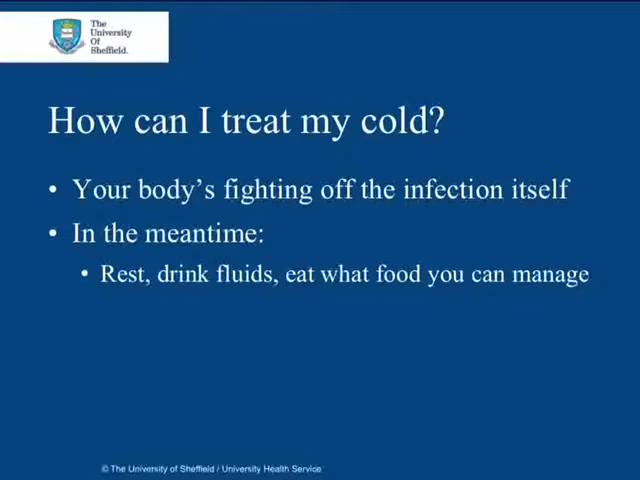 The
University
Of
Sheffield.
How can I treat my cold?
• Your body's fighting off the infection itself
• In the meantime:
• Rest, drink fluids, eat what food you can manage
© The University of Sheffield / University Health Service